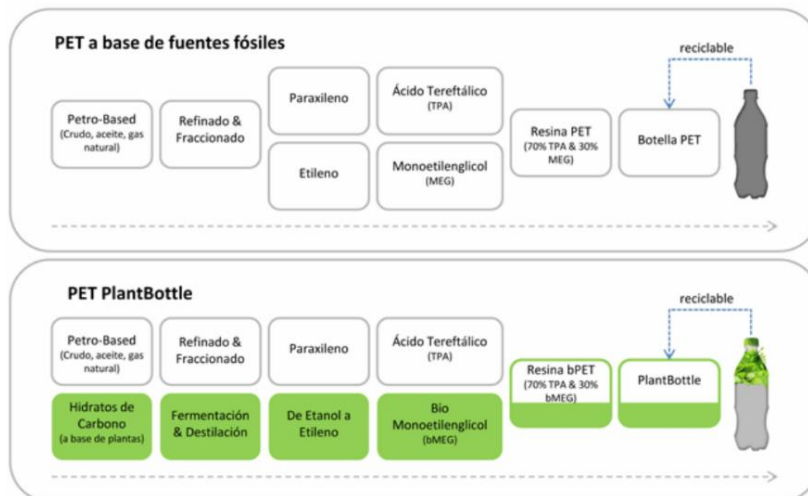 PET a base de fuentes fósiles
reciclable
Petro-Based
(Crudo, aceite, gas
natural)
Refinado &
Fraccionado
Paraxileno
Ácido Tereftálico
(TPA)
Etileno
Monoetilenglicol
(MEG)
Resina PET
(70% TPA & 30%
MEG)
Botella PET
PET PlantBottle
reciclable
Petro-Based
(Crudo, aceite, gas
natural)
Refinado &
Fraccionado
Paraxileno
Ácido Tereftálico
(TPA)
Hidratos de
Carbono
(a base de plantas)
Fermentación
& Destilación
De Etanol a
Etileno
Bio
Monoetilenglicol
(bMEG)
Resina bPET
(70% TPA & 30%
bMEG)
PlantBottle